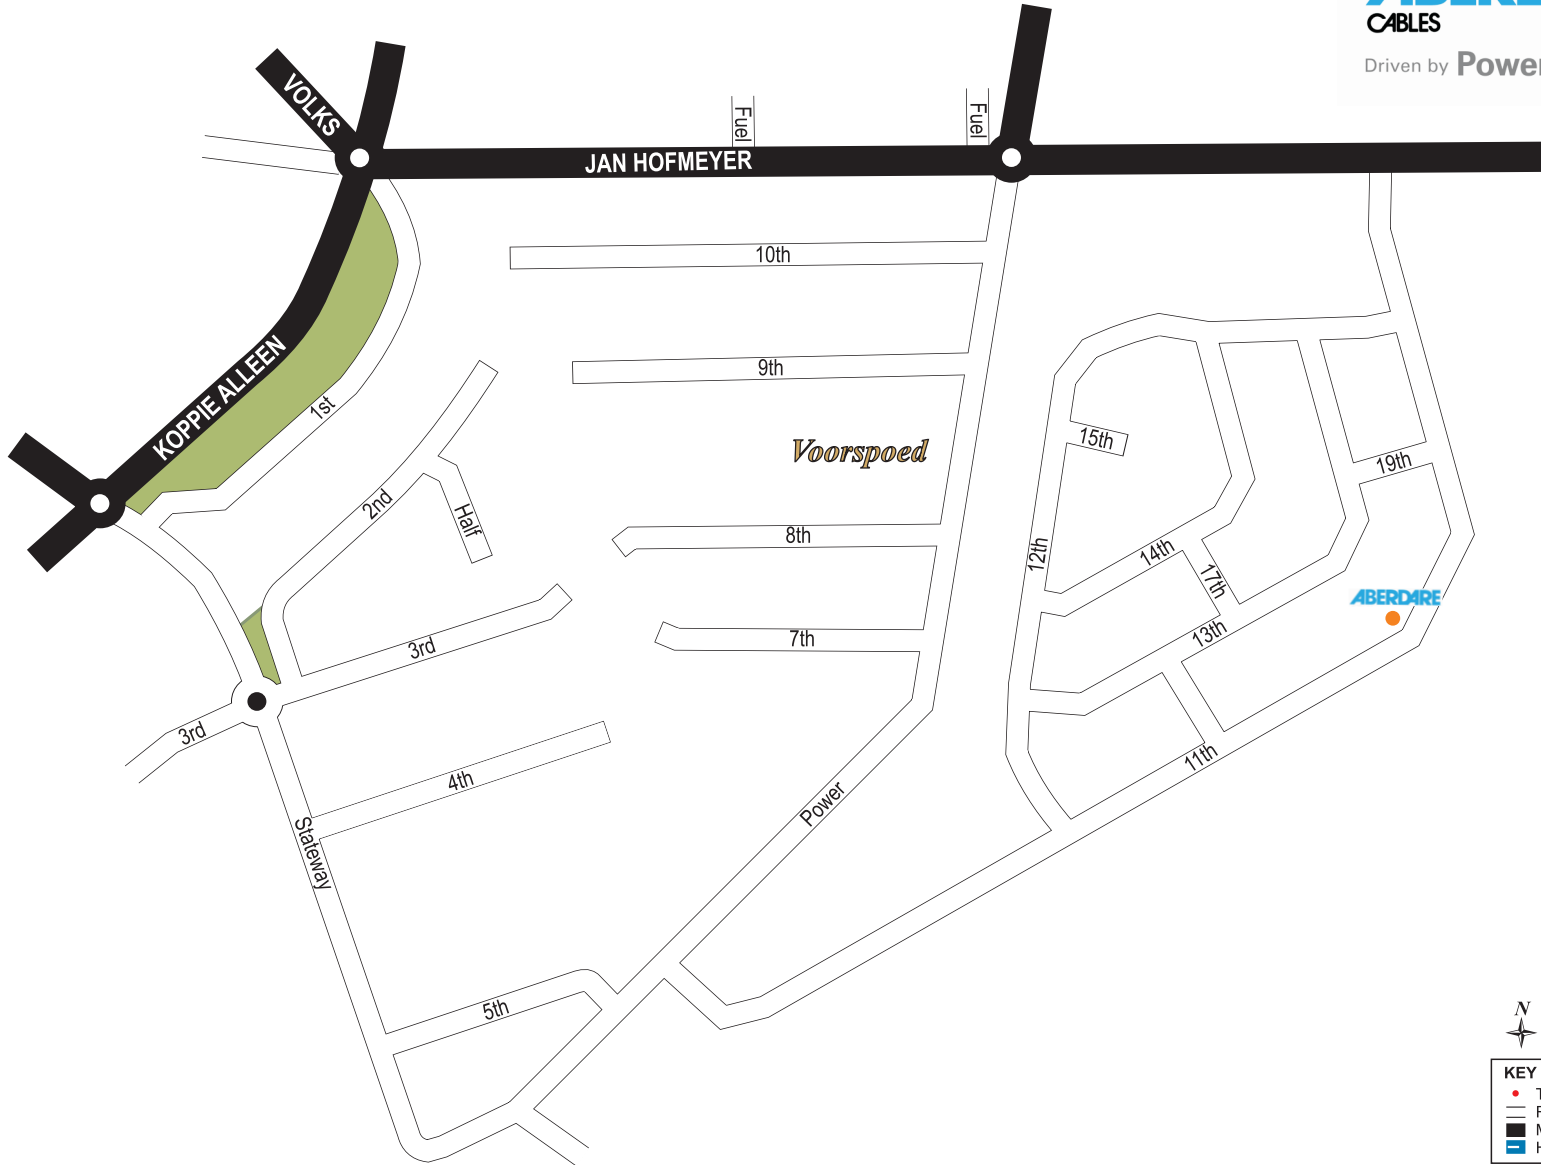 CABLES
Driven by Power
VOLKS
Fuel
Fuel
JAN HOFMEYER
10th
9th
KOPPIE ALLEEN
1st
Voorspoed
15th
19th
2nd
Half
8th
12th
14th
17th
ABERDARE
13th
7th
3rd
3rd
4th
11th
Power
Stateway
5th
N
KEY